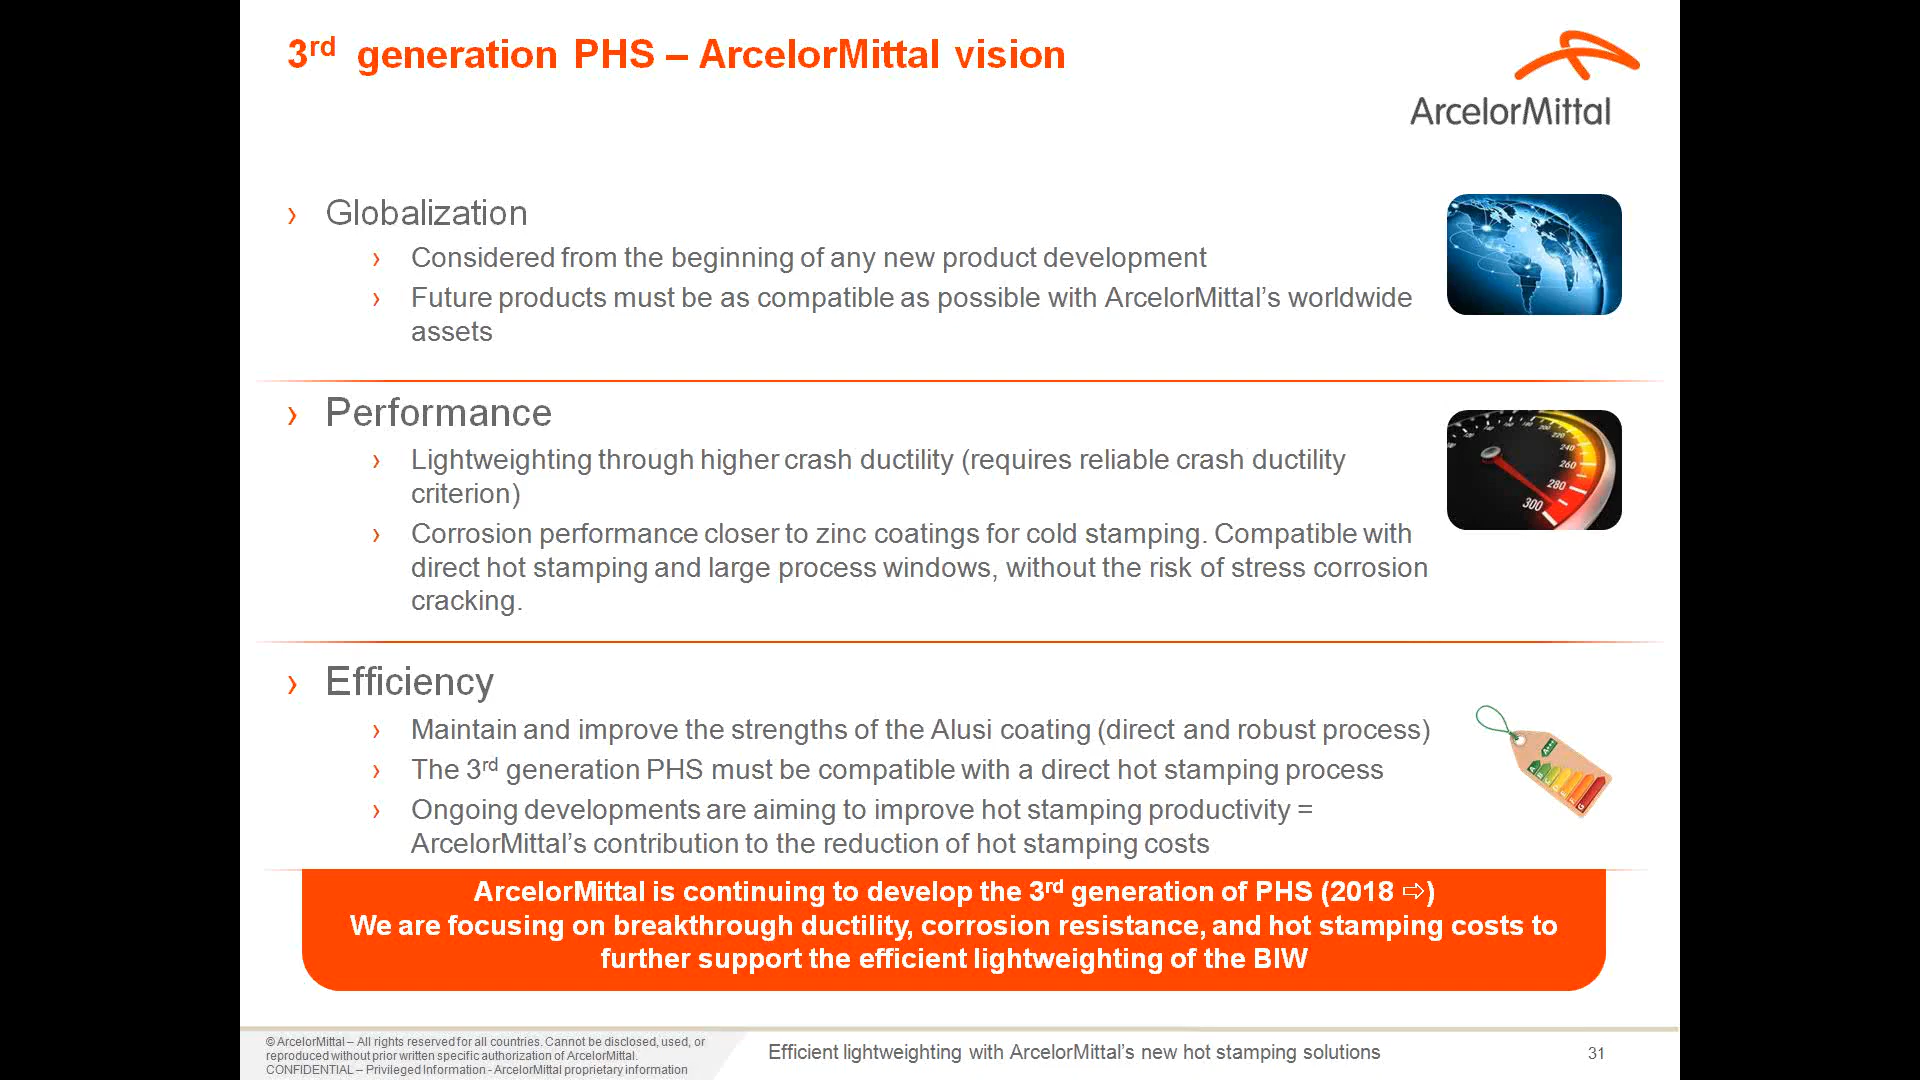 3rd generation PHS – ArcelorMittal vision
ArcelorMittal
› Globalization
› Considered from the beginning of any new product development
› Future products must be as compatible as possible with ArcelorMittal’s worldwide
assets
› Performance
› Lightweighting through higher crash ductility (requires reliable crash ductility
criterion)
› Corrosion performance closer to zinc coatings for cold stamping. Compatible with
direct hot stamping and large process windows, without the risk of stress corrosion
cracking.
200
220
240
260
280
300
› Efficiency
› Maintain and improve the strengths of the Alusi coating (direct and robust process)
› The 3rd generation PHS must be compatible with a direct hot stamping process
› Ongoing developments are aiming to improve hot stamping productivity =
ArcelorMittal’s contribution to the reduction of hot stamping costs
ArcelorMittal is continuing to develop the 3rd generation of PHS (2018 ⇨)
We are focusing on breakthrough ductility, corrosion resistance, and hot stamping costs to
further support the efficient lightweighting of the BIW
© ArcelorMittal – All rights reserved for all countries. Cannot be disclosed, used, or
reproduced without prior written specific authorization of ArcelorMittal.
CONFIDENTIAL – Privileged Information - ArcelorMittal proprietary information
Efficient lightweighting with ArcelorMittal’s new hot stamping solutions
31